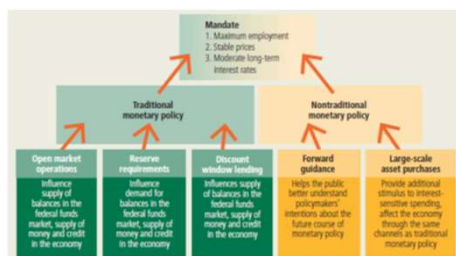 Mandate
1. Maximum employment
2. Stable prices
3. Moderate long-term
interest rates
Traditional
monetary policy
Nontraditional
monetary policy
Open market
operations
Influence
supply of
balances in the
federal funds
market, supply of
money and credit
in the economy
Reserve
requirements
Influence
demand for
balances in the
federal funds
market, supply of
money and credit
in the economy
Discount
window lending
Influences supply
of balances in the
federal funds
market, supply of
money and credit
in the economy
Forward
guidance
Helps the public
better understand
policymakers'
intentions about the
future course of
monetary policy
Large-scale
asset purchases
Provide additional
stimulus to interest-
sensitive spending,
affect the economy
through the same
channels as traditional
monetary policy